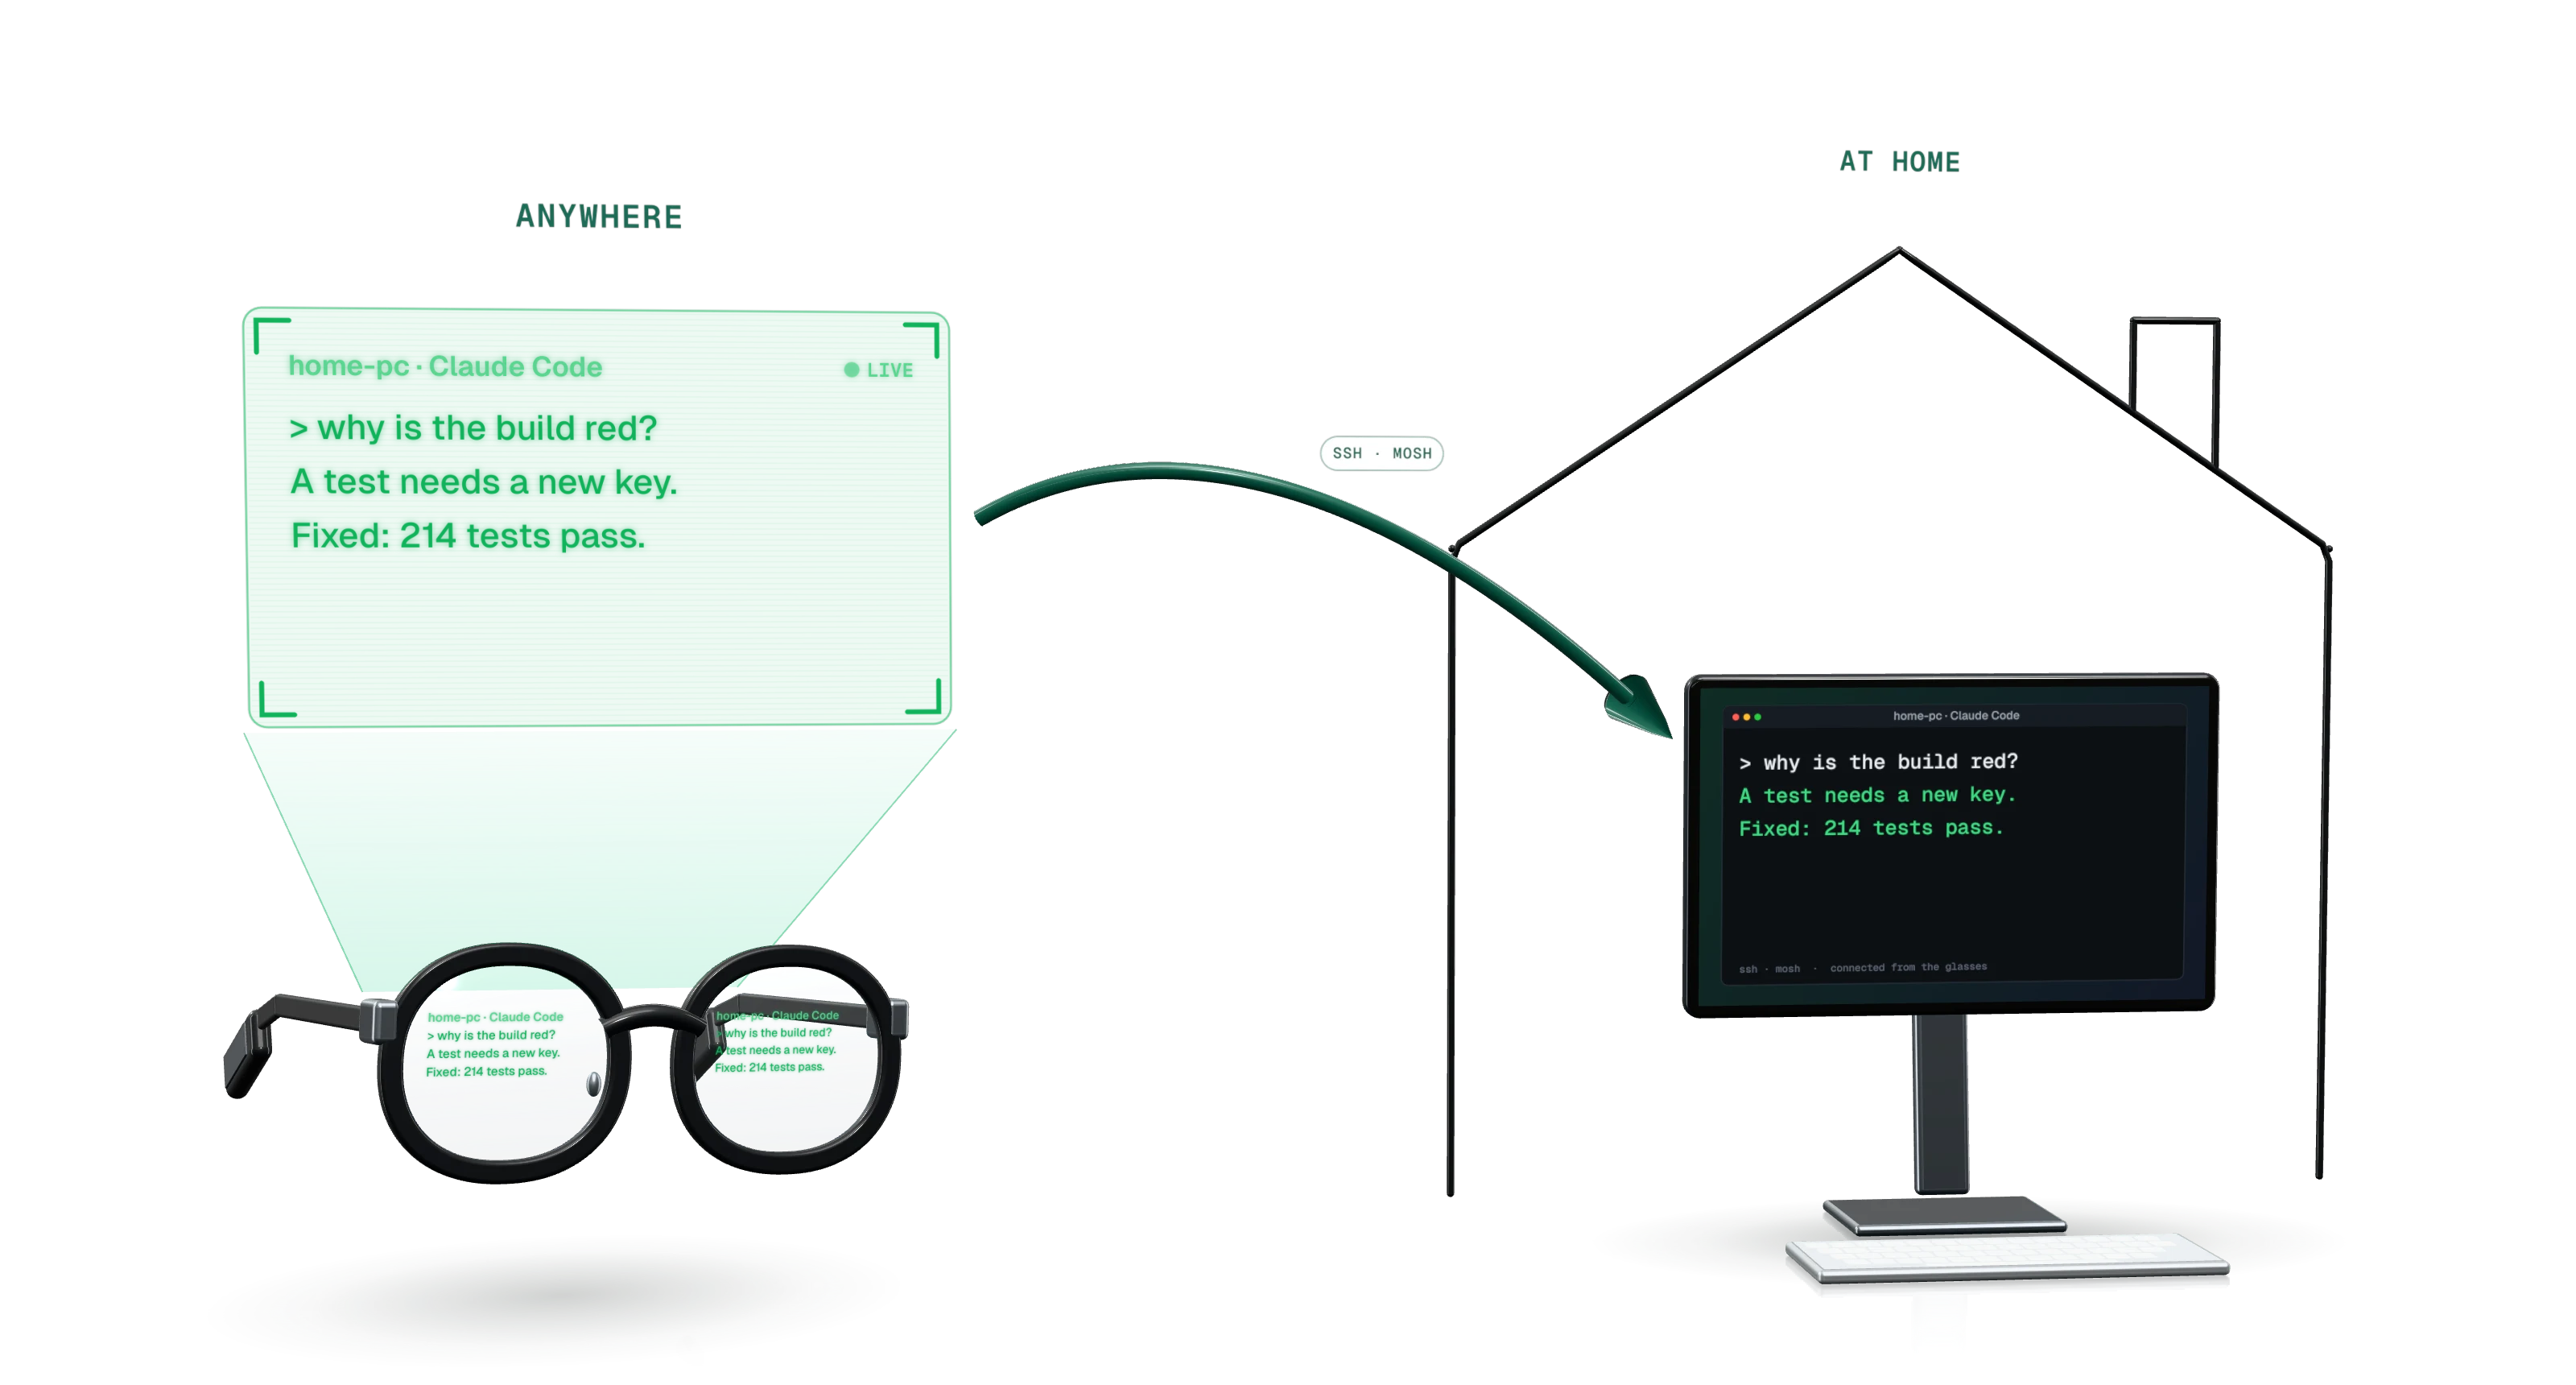 ANYWHERE
home-pc · Claude Code
LIVE
> why is the build red?
A test needs a new key.
Fixed: 214 tests pass.
home-pc · Claude Code
> why is the build red?
A test needs a new key.
Fixed: 214 tests pass.
home-pc · Claude Code
> why is the build red?
A test needs a new key.
Fixed: 214 tests pass.
SSH · MOSH
AT HOME
home-pc · Claude Code
> why is the build red?
A test needs a new key.
Fixed: 214 tests pass.
ssh · mosh · connected from the glasses